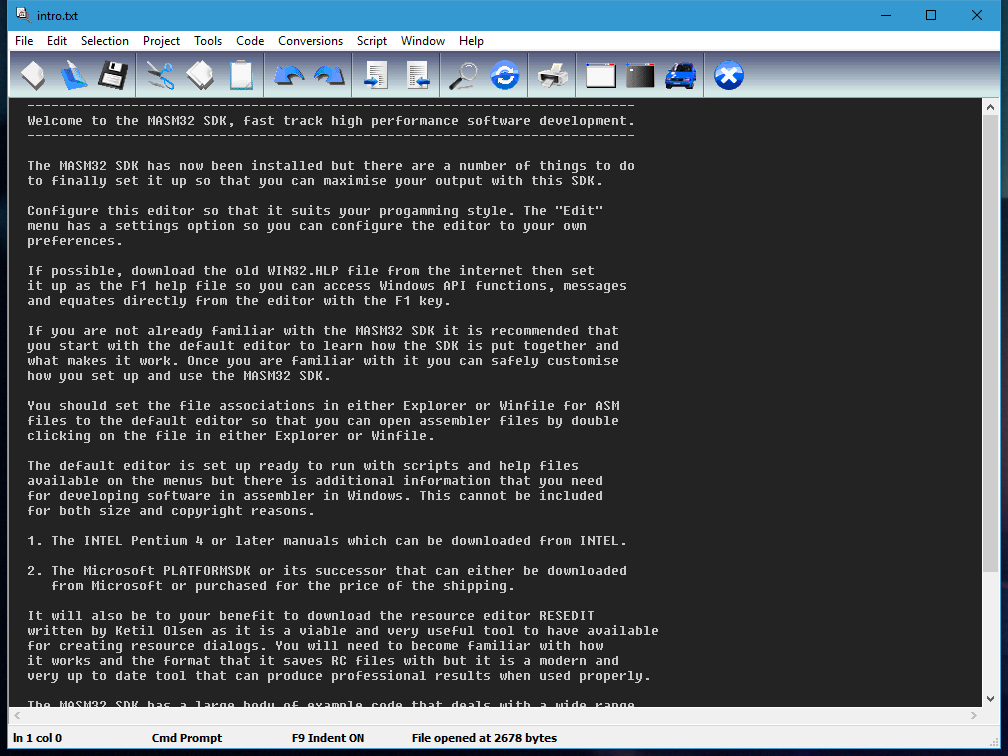 intro.txt
File Edit Selection Project Tools Code Conversions Script Window Help
-----------------------------------------------------------------------------
Welcome to the MASM32 SDK, fast track high performance software development.
-----------------------------------------------------------------------------
The MASM32 SDK has now been installed but there are a number of things to do
to finally set it up so that you can maximise your output with this SDK.
Configure this editor so that it suits your progamming style. The "Edit"
menu has a settings option so you can configure the editor to your own
preferences.
If possible, download the old WIN32.HLP file from the internet then set
it up as the F1 help file so you can access Windows API functions, messages
and equates directly from the editor with the F1 key.
If you are not already familiar with the MASM32 SDK it is recommended that
you start with the default editor to learn how the SDK is put together and
what makes it work. Once you are familiar with it you can safely customise
how you set up and use the MASM32 SDK.
You should set the file associations in either Explorer or Winfile for ASM
files to the default editor so that you can open assembler files by double
clicking on the file in either Explorer or Winfile.
The default editor is set up ready to run with scripts and help files
available on the menus but there is additional information that you need
for developing software in assembler in Windows. This cannot be included
for both size and copyright reasons.
1. The INTEL Pentium 4 or later manuals which can be downloaded from INTEL.
2. The Microsoft PLATFORMSDK or its successor that can either be downloaded
from Microsoft or purchased for the price of the shipping.
It will also be to your benefit to download the resource editor RESEDIT
written by Ketil Olsen as it is a viable and very useful tool to have available
for creating resource dialogs. You will need to become familiar with how
it works and the format that it saves RC files with but it is a modern and
very up to date tool that can produce professional results when used properly.
The MASM32 SDK has a large body of example code that deals with a wide range
ln 1 col 0 Cmd Prompt F9 Indent ON File opened at 2678 bytes